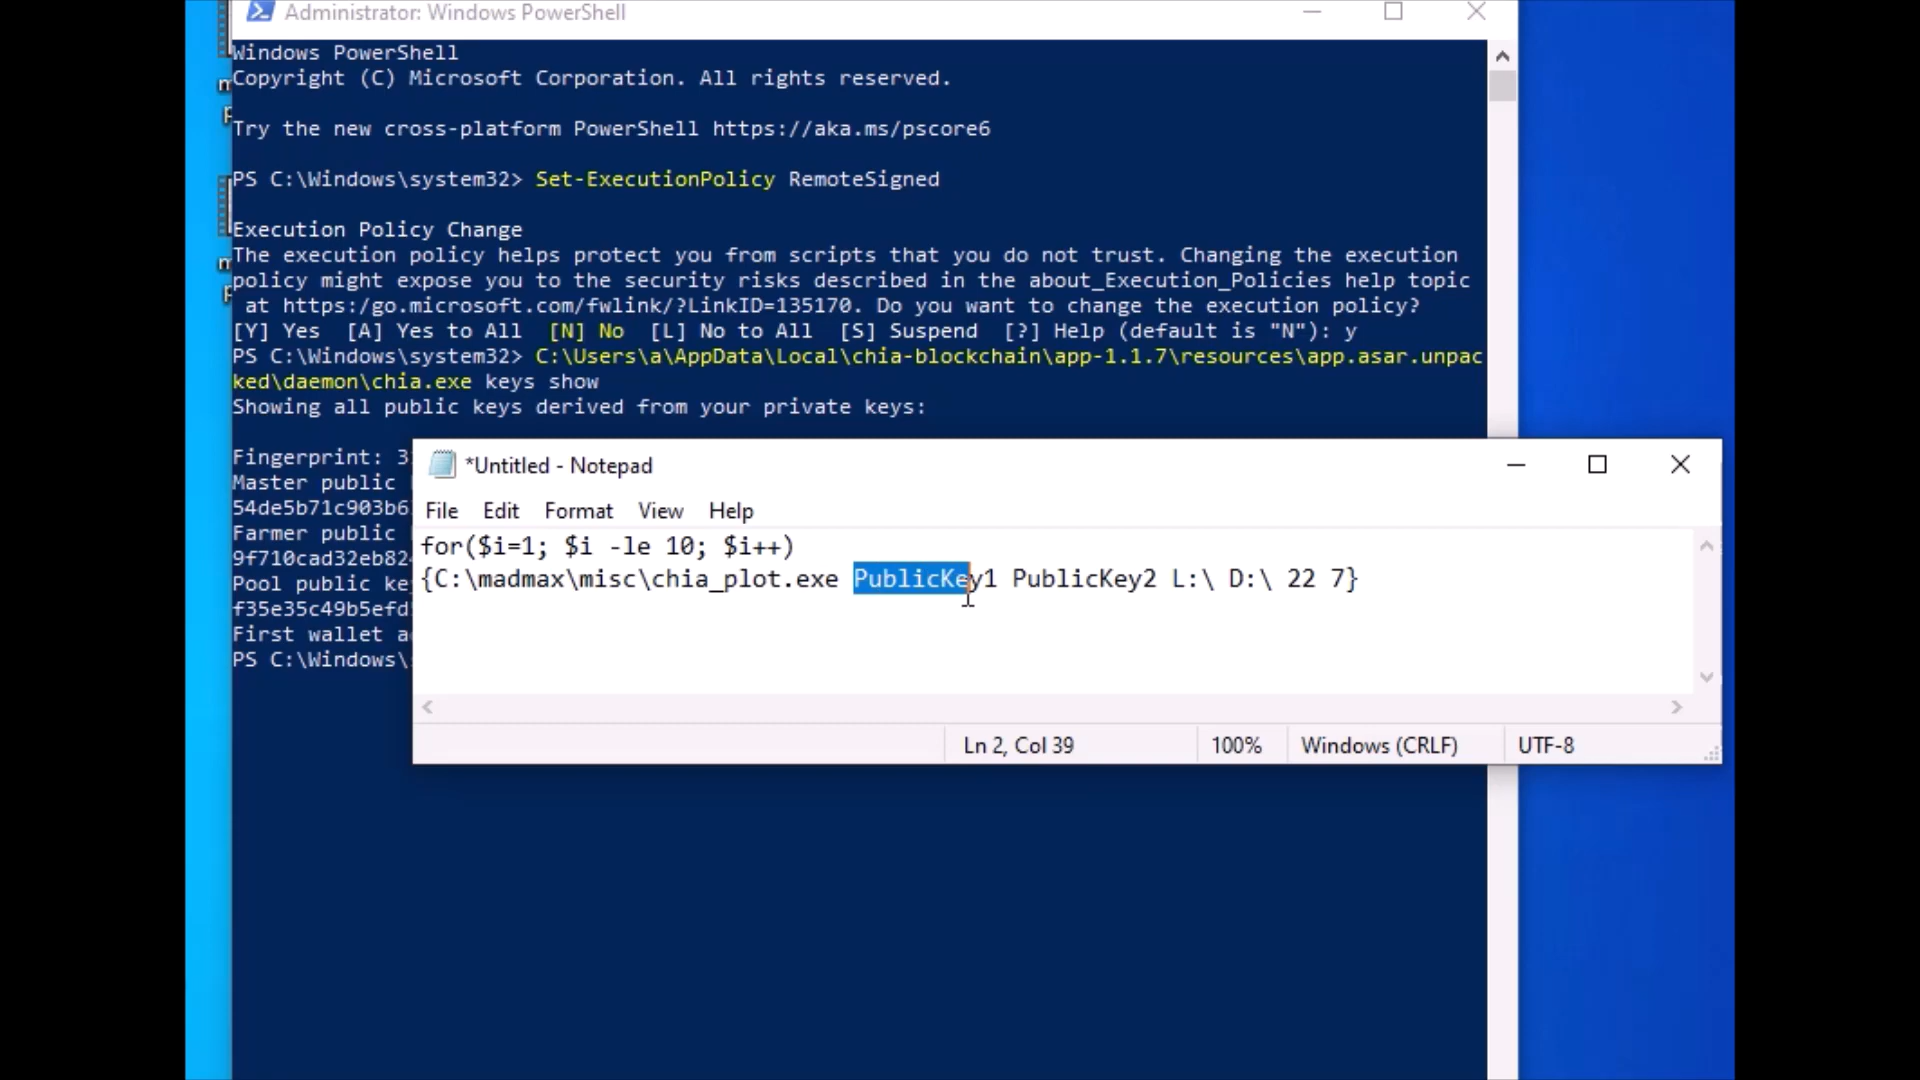 Administrator: Windows PowerShell
Windows PowerShell
Copyright (C) Microsoft Corporation. All rights reserved.
Try the new cross-platform PowerShell https://aka.ms/pscore6
PS C:\Windows\system32> Set-ExecutionPolicy RemoteSigned
Execution Policy Change
The execution policy helps protect you from scripts that you do not trust. Changing the execution
policy might expose you to the security risks described in the about_Execution_Policies help topic
at https:/go.microsoft.com/fwlink/?LinkID=135170. Do you want to change the execution policy?
[Y] Yes [A] Yes to All [N] No [L] No to All [S] Suspend [?] Help (default is "N"): y
PS C:\Windows\system32> C:\Users\a\AppData\Local\chia-blockchain\app-1.1.7\resources\app.asar.unpac
ked\daemon\chia.exe keys show
Showing all public keys derived from your private keys:
Fingerprint: 3
Master public
54de5b71c903b6
Farmer public
9f710cad32eb82
Pool public ke
f35e35c49b5efd
First wallet a
PS C:\Windows\
*Untitled - Notepad
File Edit Format View Help
for($i=1; $i -le 10; $i++)
{C:\madmax\misc\chia_plot.exe PublicKey1 PublicKey2 L:\ D:\ 22 7}
Ln 2, Col 39 100% Windows (CRLF) UTF-8